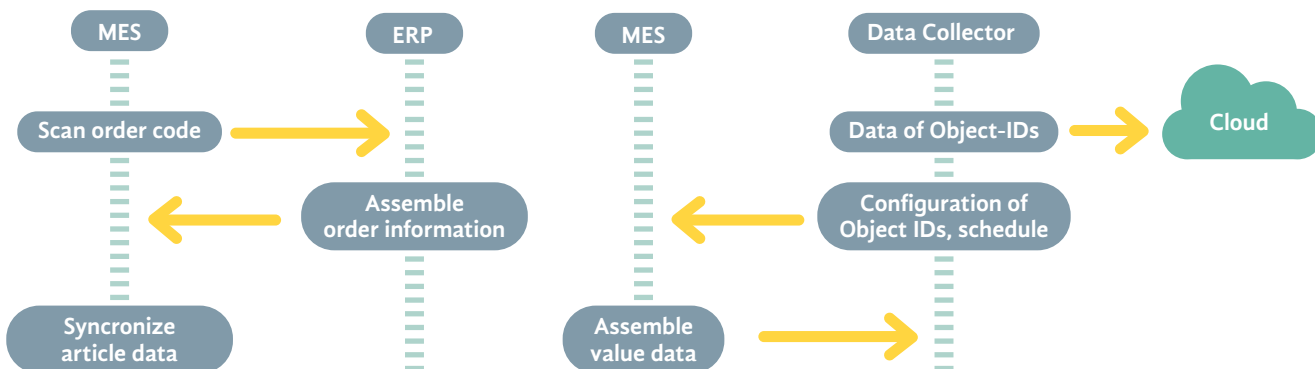 MES
ERP
MES
Data Collector
Scan order code
Data of Object-IDs
Cloud
Assemble
order information
Configuration of
Object IDs, schedule
Syncronize
article data
Assemble
value data